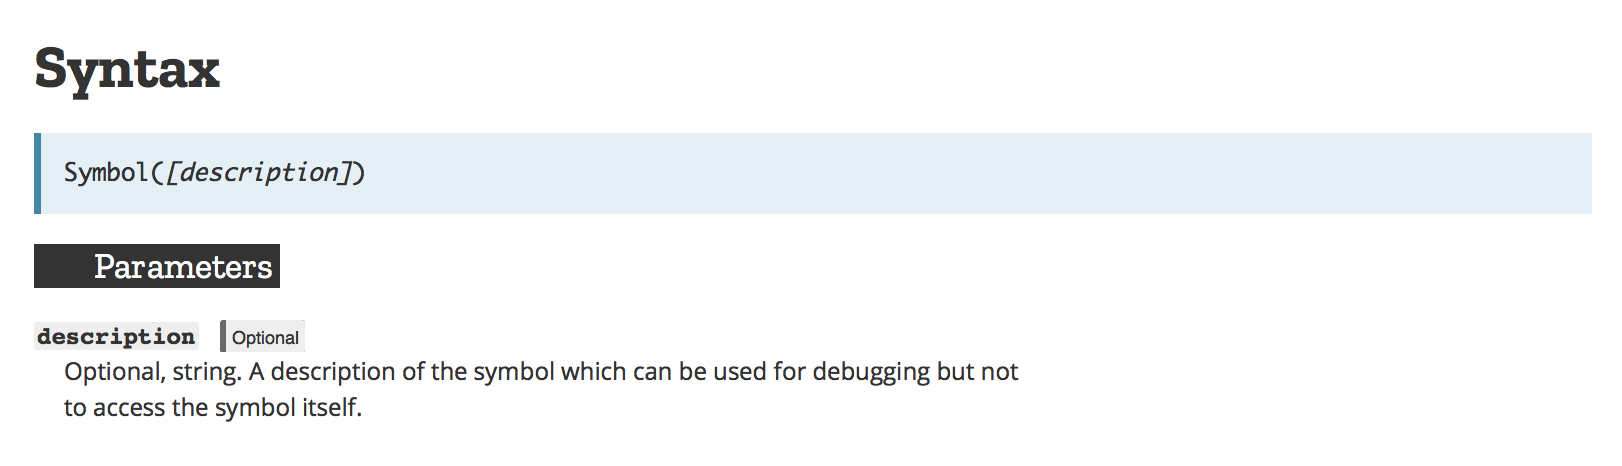 Syntax
Symbol([description])
Parameters
description Optional
Optional, string. A description of the symbol which can be used for debugging but not
to access the symbol itself.